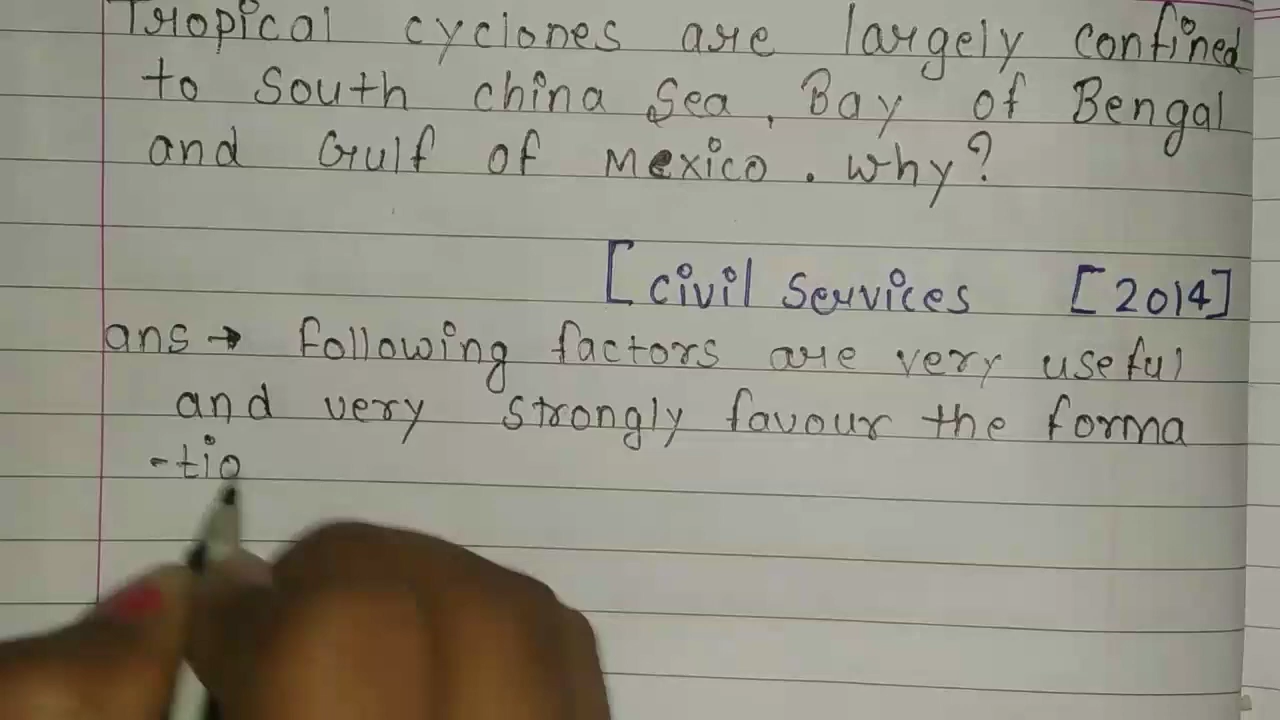 Tropical cyclones are largely confined
to South china Sea, Bay of Bengal
and Gulf of Mexico. Why?
[civil Services [2014]
ans → following factors are very useful
and very strongly favour the forma
-tio